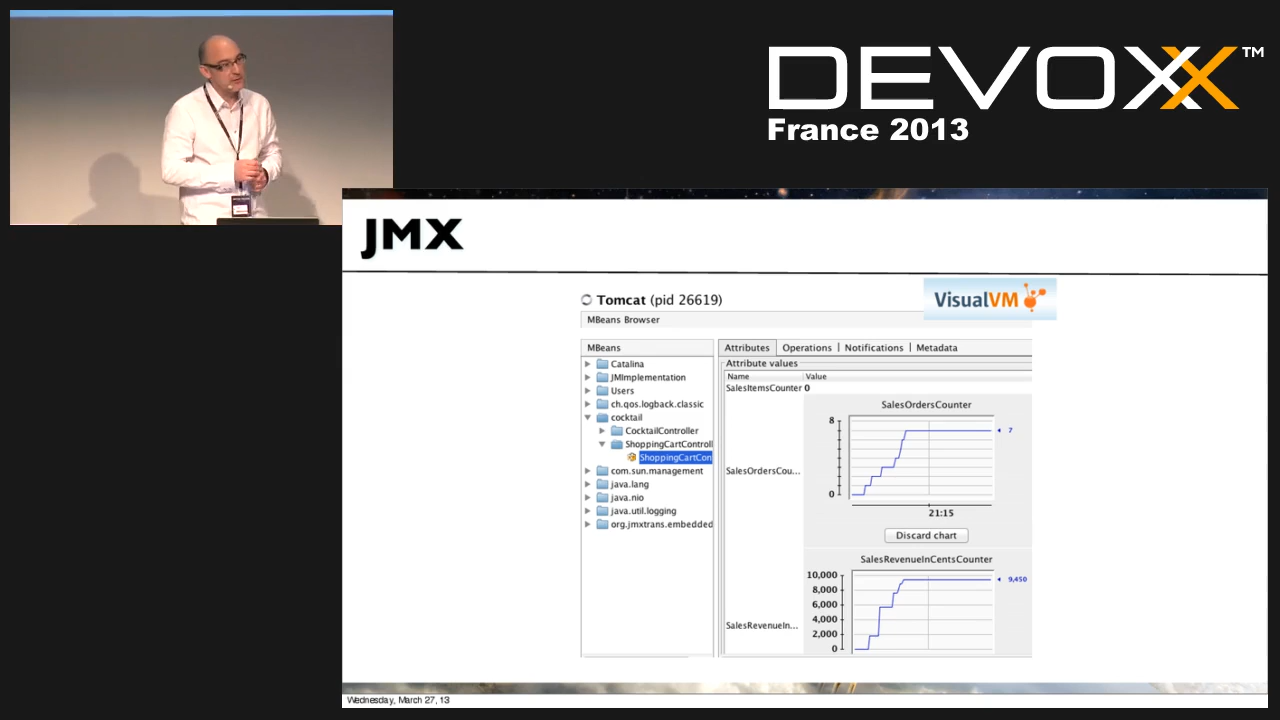 DEVOXX™
France 2013
JMX
VisualVM
Tomcat (pid 26619)
MBeans Browser
MBeans
Attributes | Operations | Notifications | Metadata
Attribute values
Name Value
Catalina
JMImplementation
Users
ch.qos.logback.classic
cocktail
CocktailController
ShoppingCartControll
ShoppingCartCon
com.sun.management
java.lang
java.nio
java.util.logging
org.jmxtrans.embedded
SalesItemsCounter 0
SalesOrdersCou...
SalesOrdersCounter
8
7
0
21:15
Discard chart
SalesRevenueIn...
SalesRevenueInCentsCounter
10,000
9,450
8,000
6,000
4,000
2,000
0
Wednesday, March 27, 13